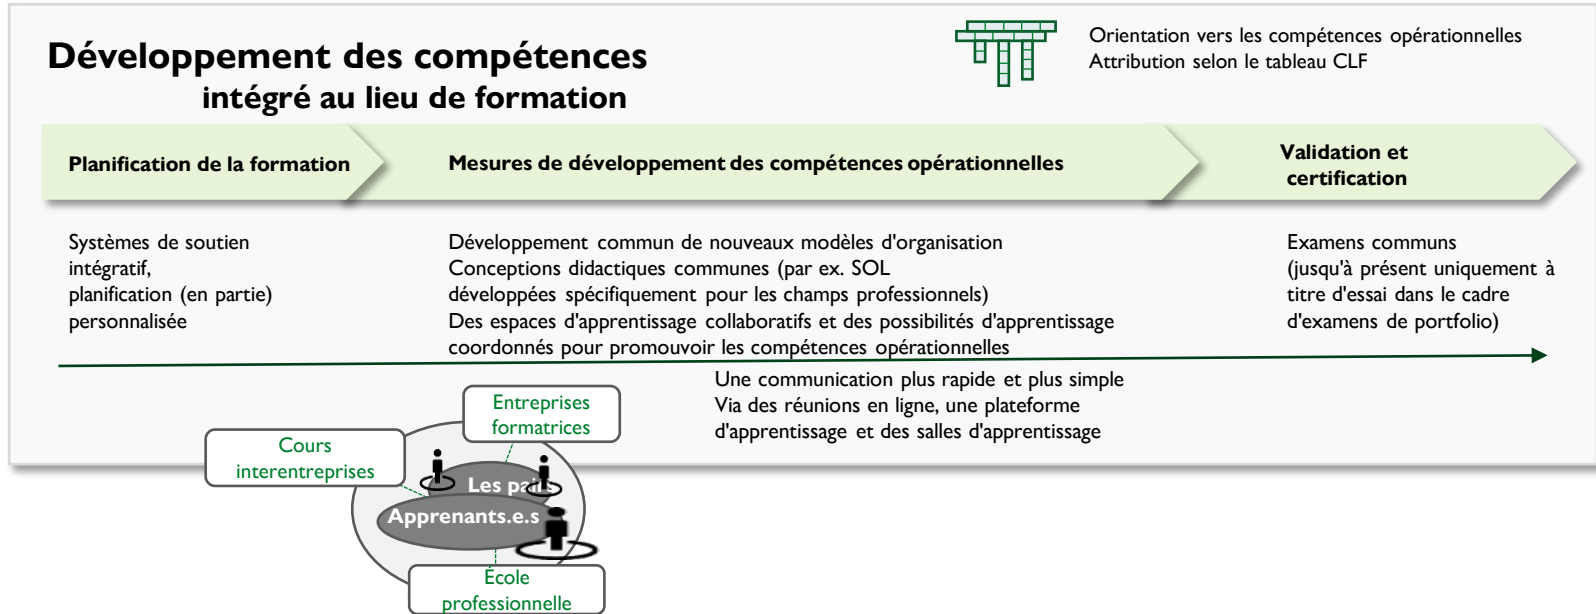 Développement des compétences
intégré au lieu de formation
Orientation vers les compétences opérationnelles
Attribution selon le tableau CLF
Planification de la formation
Mesures de développement des compétences opérationnelles
Validation et
certification
Systèmes de soutien
intégratif,
planification (en partie)
personnalisée
Développement commun de nouveaux modèles d'organisation
Conceptions didactiques communes (par ex. SOL
développées spécifiquement pour les champs professionnels)
Des espaces d'apprentissage collaboratifs et des possibilités d'apprentissage
coordonnés pour promouvoir les compétences opérationnelles
Examens communs
(jusqu'à présent uniquement à
titre d'essai dans le cadre
d'examens de portfolio)
Une communication plus rapide et plus simple
Via des réunions en ligne, une plateforme
d'apprentissage et des salles d'apprentissage
Entreprises
formatrices
Cours
interentreprises
Les pairs
Apprenants.e.s
École
professionnelle